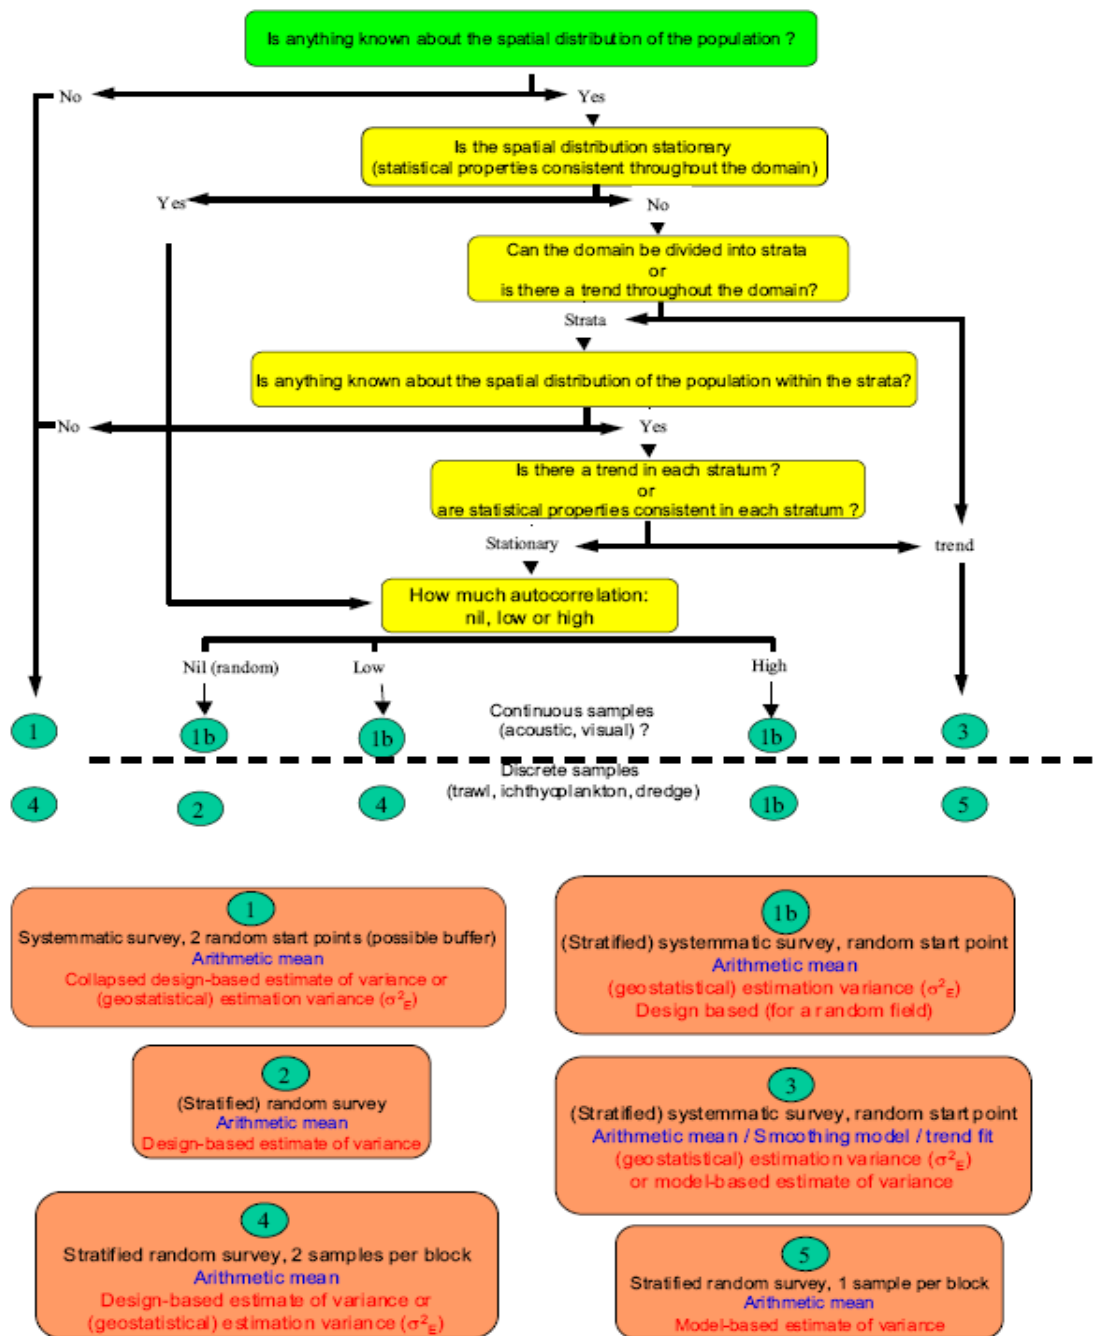 Is anything known about the spatial distribution of the population ?
No
Yes
Is the spatial distribution stationary
(statistical properties consistent throughout the domain)
Yes
No
Can the domain be divided into strata
or
is there a trend throughout the domain?
Strata
Is anything known about the spatial distribution of the population within the strata?
No
Yes
Is there a trend in each stratum ?
or
are statistical properties consistent in each stratum ?
Stationary
trend
How much autocorrelation:
nil, low or high
Nil (random)
Low
High
Continuous samples
(acoustic, visual) ?
1
1b
1b
1b
3
Discrete samples
(trawl, ichthyoplankton, dredge)
4
2
4
1b
5
1
Systemmatic survey, 2 random start points (possible buffer)
Arithmetic mean
Collapsed design-based estimate of variance or
(geostatistical) estimation variance (σ²E)
1b
(Stratified) systemmatic survey, random start point
Arithmetic mean
(geostatistical) estimation variance (σ²E)
Design based (for a random field)
2
(Stratified) random survey
Arithmetic mean
Design-based estimate of variance
3
(Stratified) systemmatic survey, random start point
Arithmetic mean / Smoothing model / trend fit
(geostatistical) estimation variance (σ²E)
or model-based estimate of variance
4
Stratified random survey, 2 samples per block
Arithmetic mean
Design-based estimate of variance or
(geostatistical) estimation variance (σ²E)
5
Stratified random survey, 1 sample per block
Arithmetic mean
Model-based estimate of variance